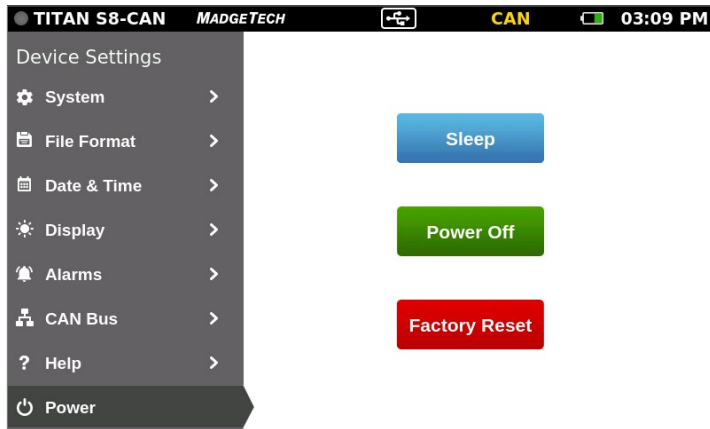 TITAN S8-CAN MADGETECH CAN 03:09 PM
Device Settings
System
File Format
Date & Time
Display
Alarms
CAN Bus
? Help
Power
Sleep
Power Off
Factory Reset